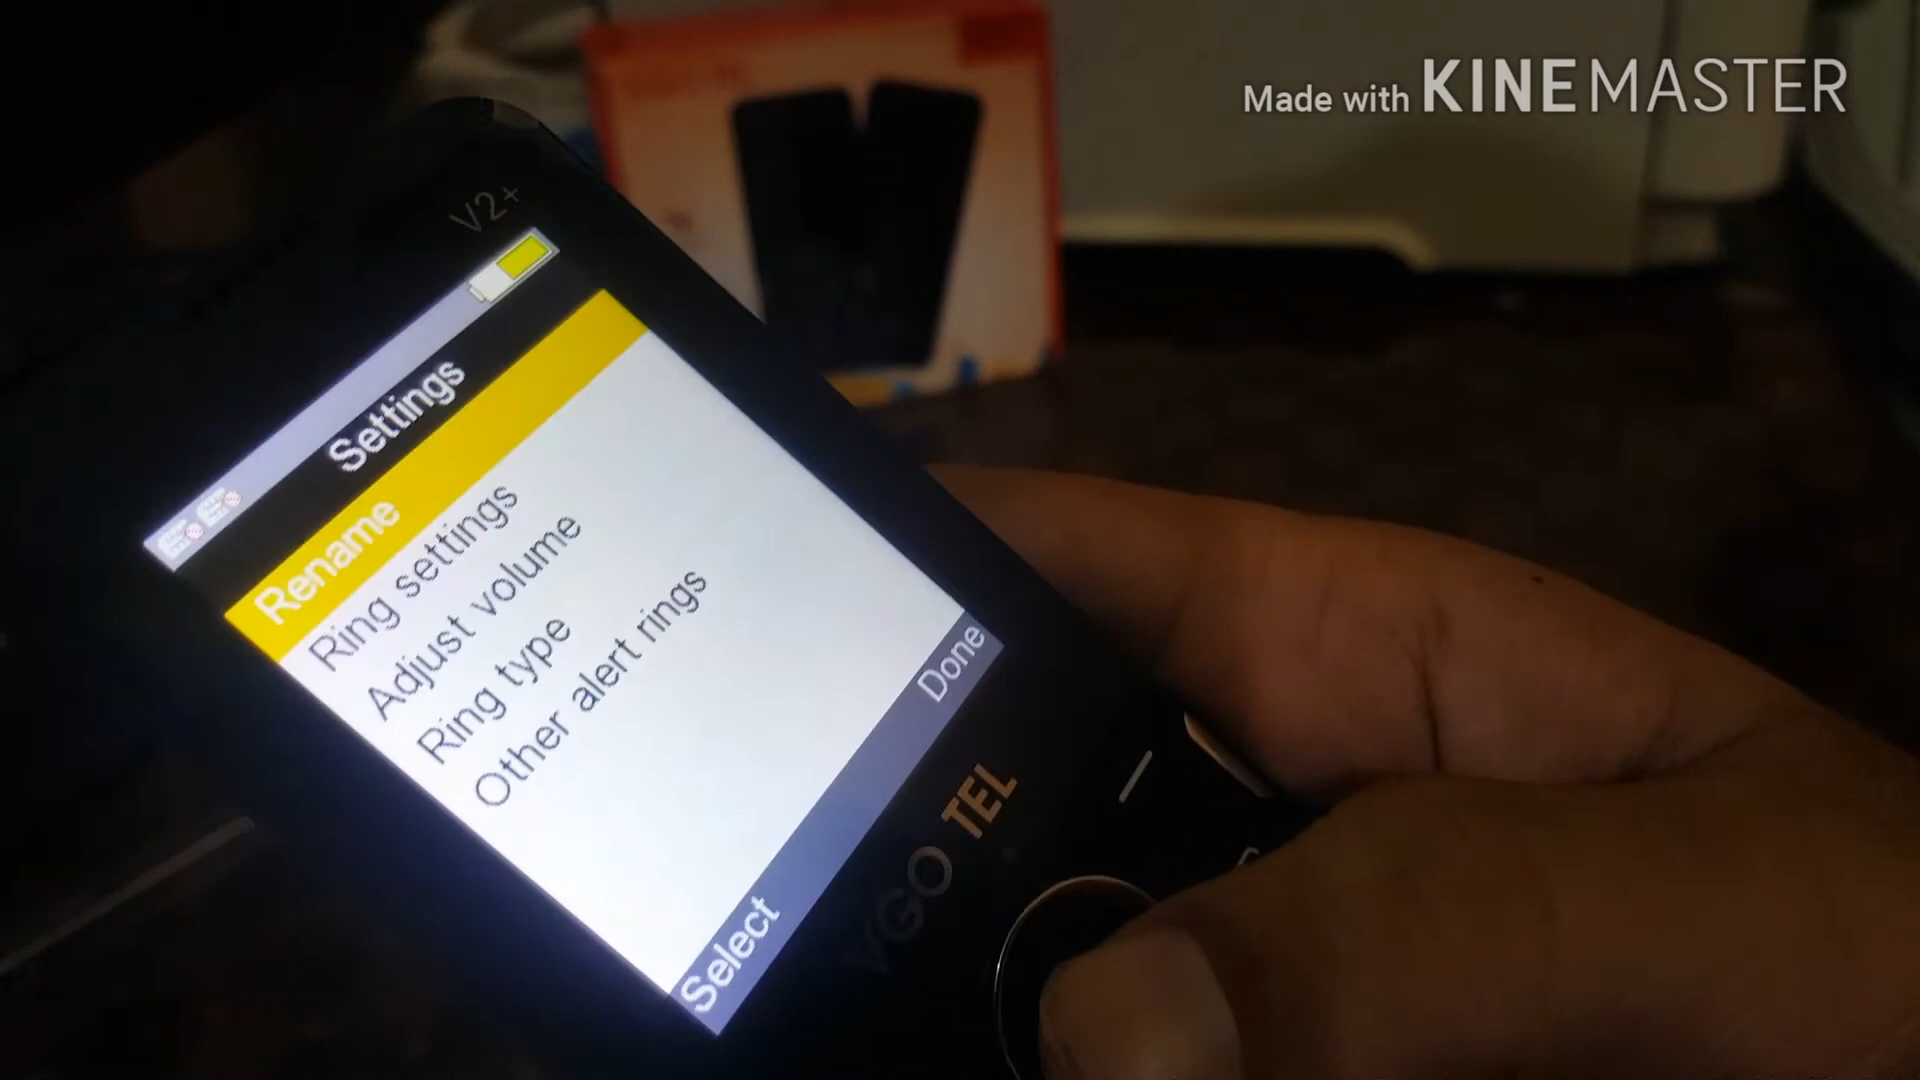 Made with KINEMASTER
V2+
Settings
Rename
Ring settings
Adjust volume
Ring type
Other alert rings
Select
Done
VGO TEL